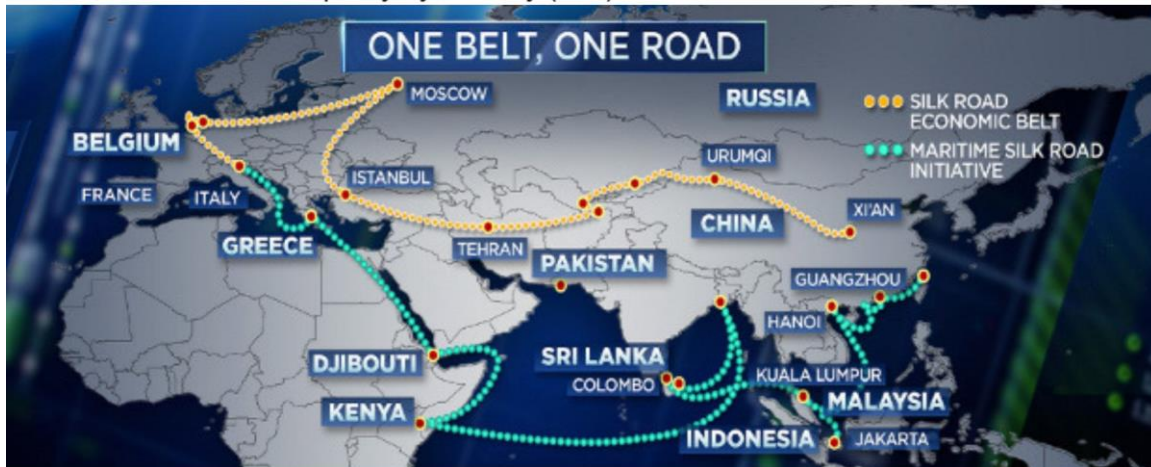 ONE BELT, ONE ROAD
MOSCOW
RUSSIA
SILK ROAD
ECONOMIC BELT
MARITIME SILK ROAD
INITIATIVE
BELGIUM
URUMQI
ISTANBUL
FRANCE
ITALY
XI'AN
CHINA
GREECE
TEHRAN
PAKISTAN
GUANGZHOU
HANOI
DJIBOUTI
SRI LANKA
COLOMBO
KUALA LUMPUR
KENYA
MALAYSIA
INDONESIA
JAKARTA